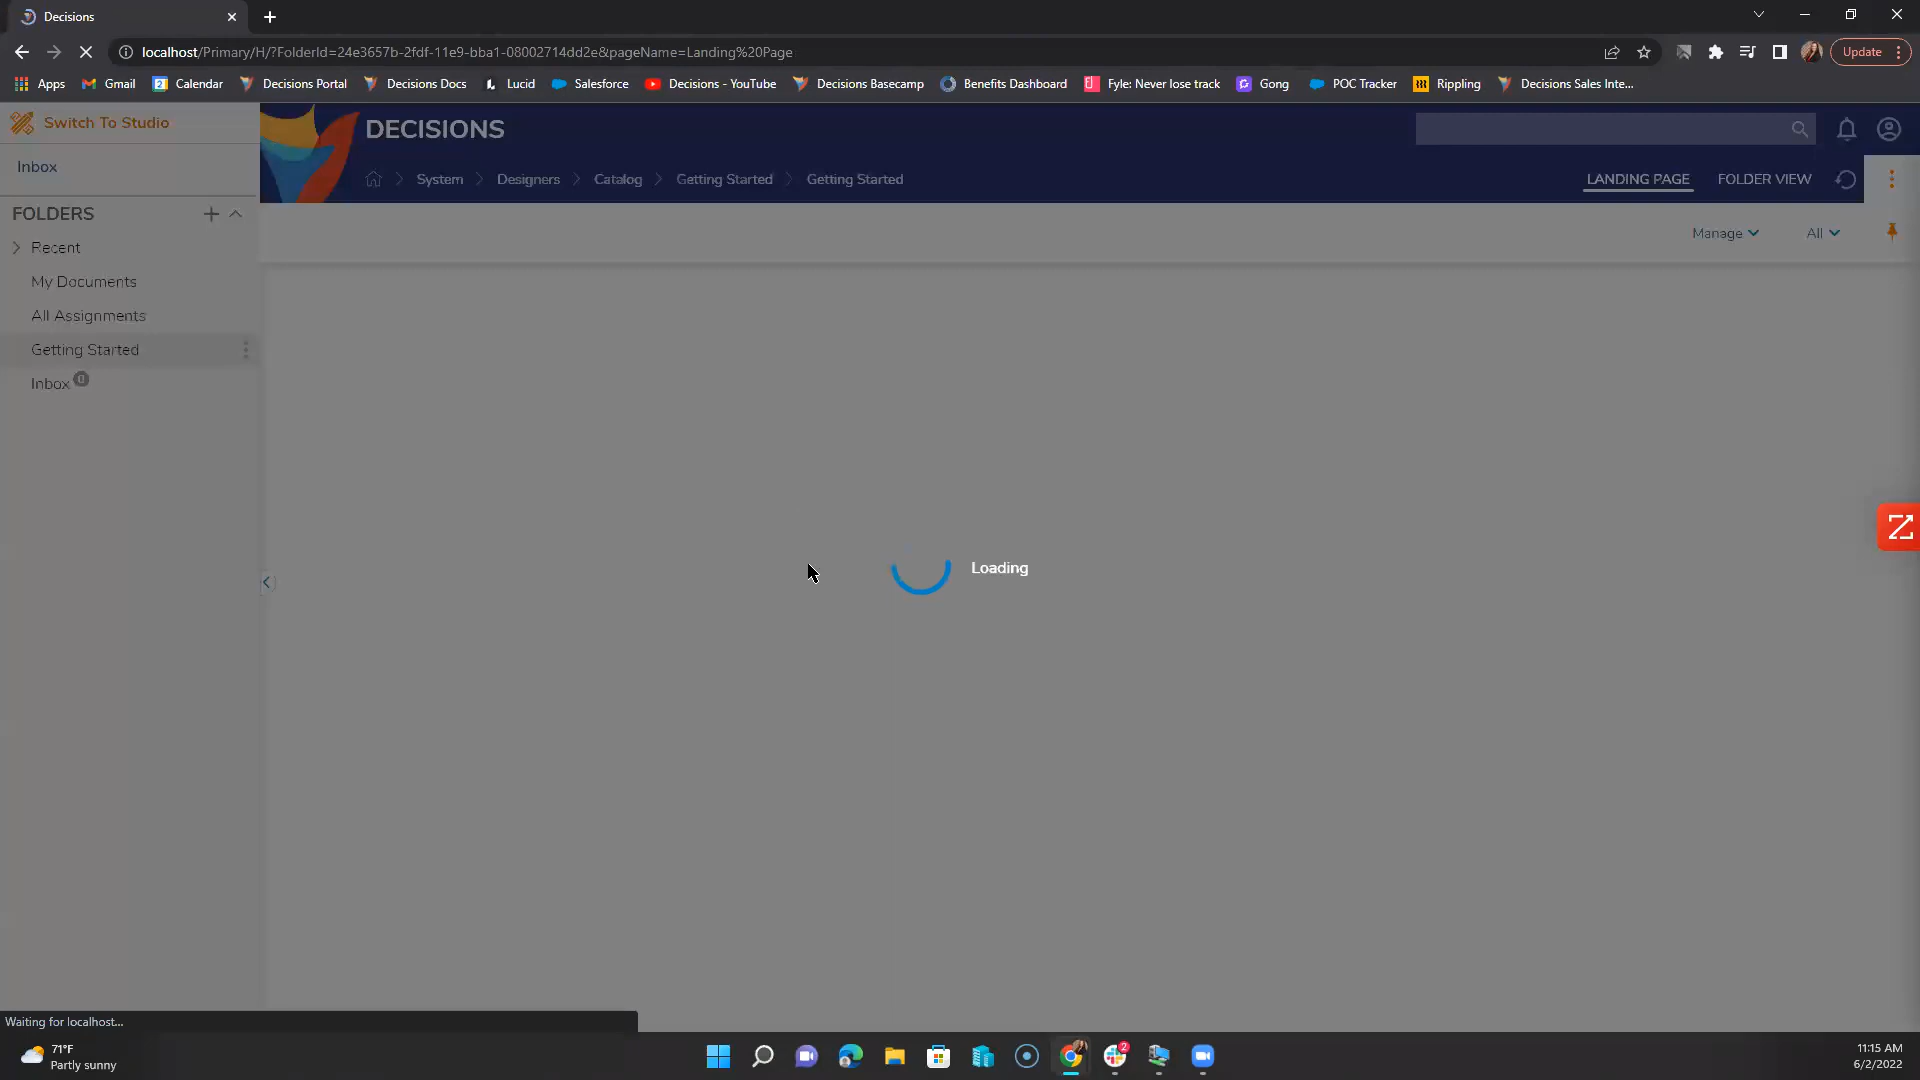 Decisions
localhost/Primary/H/?FolderId=24e3657b-2fdf-11e9-bba1-08002714dd2e&pageName=Landing%20Page
Update
Apps
Gmail
Calendar
Decisions Portal
Decisions Docs
Lucid
Salesforce
Decisions - YouTube
Decisions Basecamp
Benefits Dashboard
Fyle: Never lose track
Gong
POC Tracker
Rippling
Decisions Sales Inte...
Switch To Studio
DECISIONS
Inbox
System
Designers
Catalog
Getting Started
Getting Started
LANDING PAGE
FOLDER VIEW
FOLDERS
Manage
All
Recent
My Documents
All Assignments
Getting Started
Inbox 0
Loading
Waiting for localhost...
71°F
Partly sunny
2
11:15 AM
6/2/2022